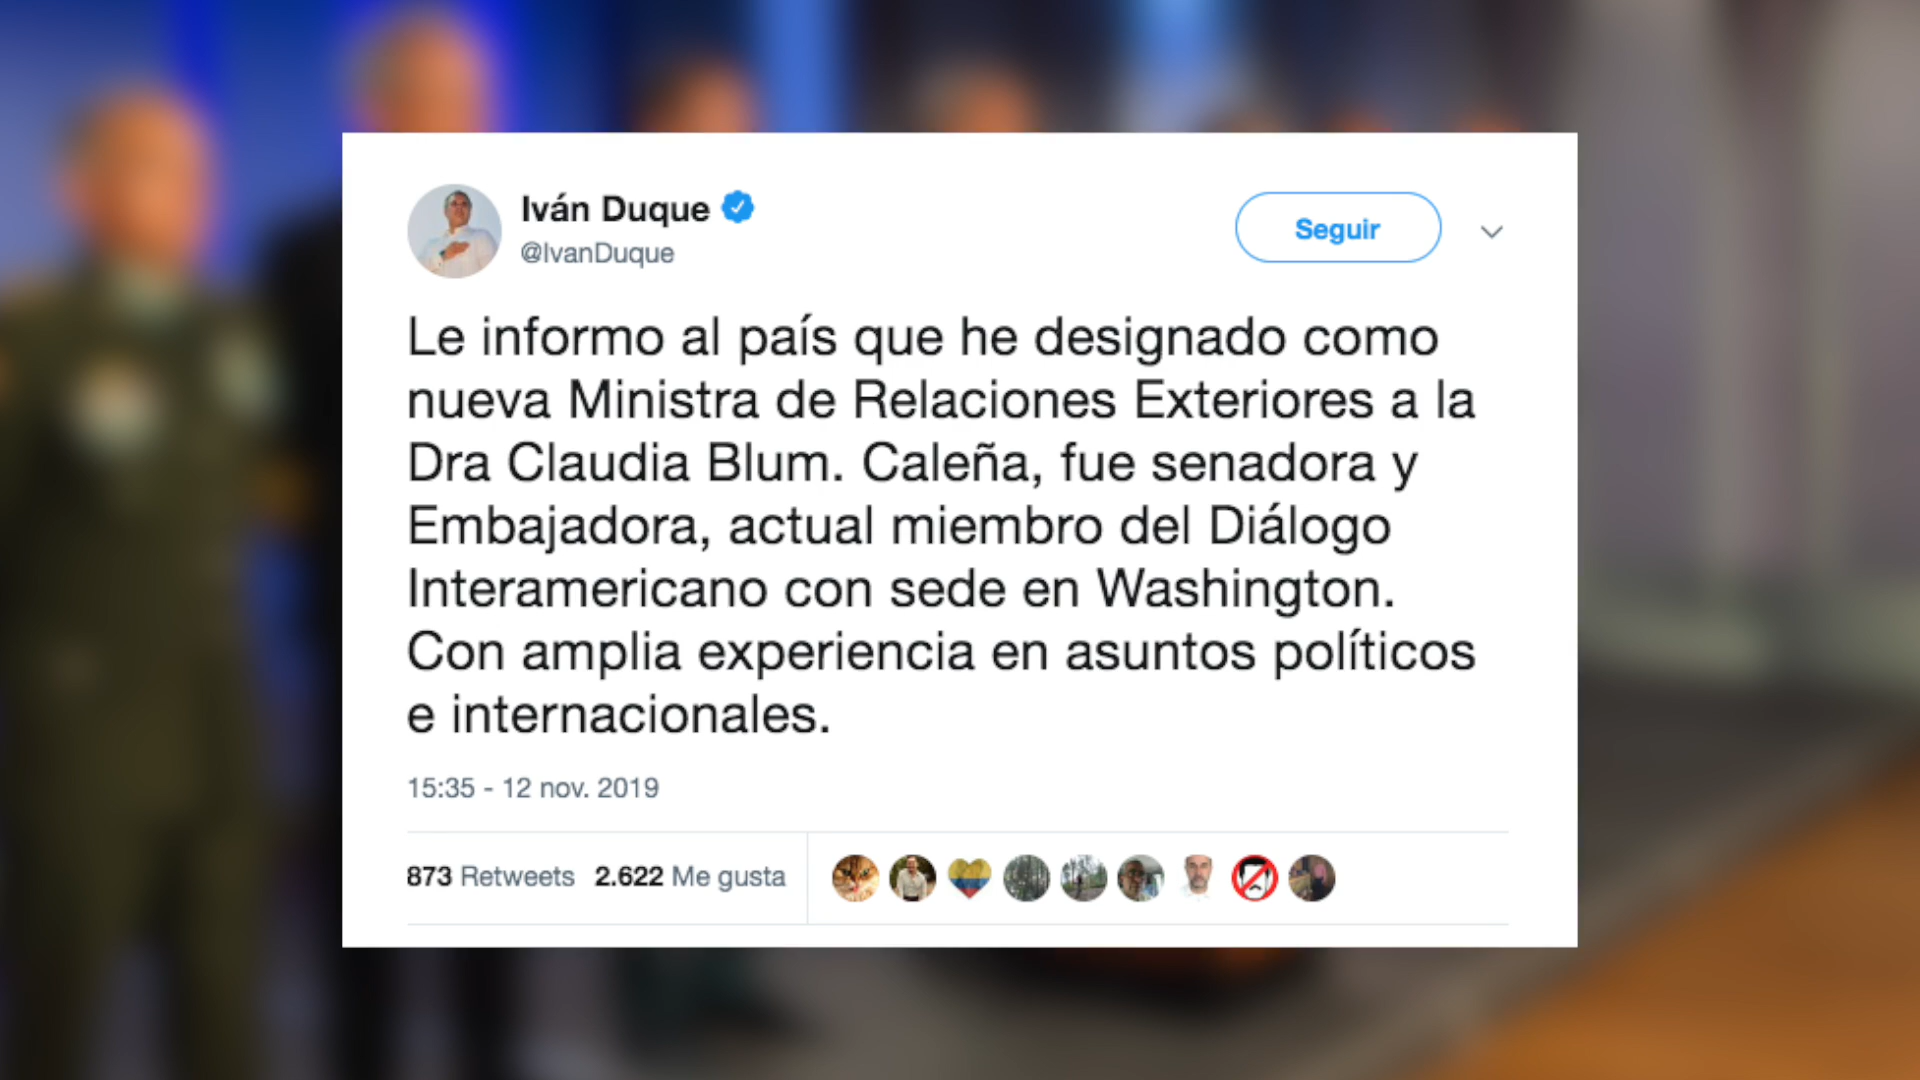 Iván Duque
@IvanDuque
Seguir
Le informo al país que he designado como
nueva Ministra de Relaciones Exteriores a la
Dra Claudia Blum. Caleña, fue senadora y
Embajadora, actual miembro del Diálogo
Interamericano con sede en Washington.
Con amplia experiencia en asuntos políticos
e internacionales.
15:35 - 12 nov. 2019
873 Retweets 2.622 Me gusta